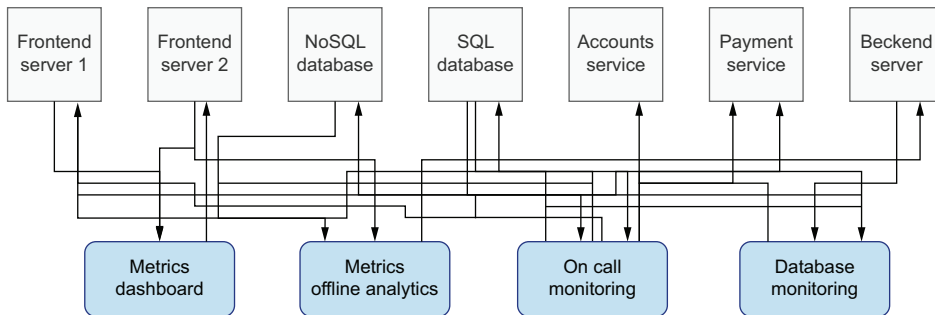 Frontend
server 1
Frontend
server 2
NoSQL
database
SQL
database
Accounts
service
Payment
service
Beckend
server
Metrics
dashboard
Metrics
offline analytics
On call
monitoring
Database
monitoring